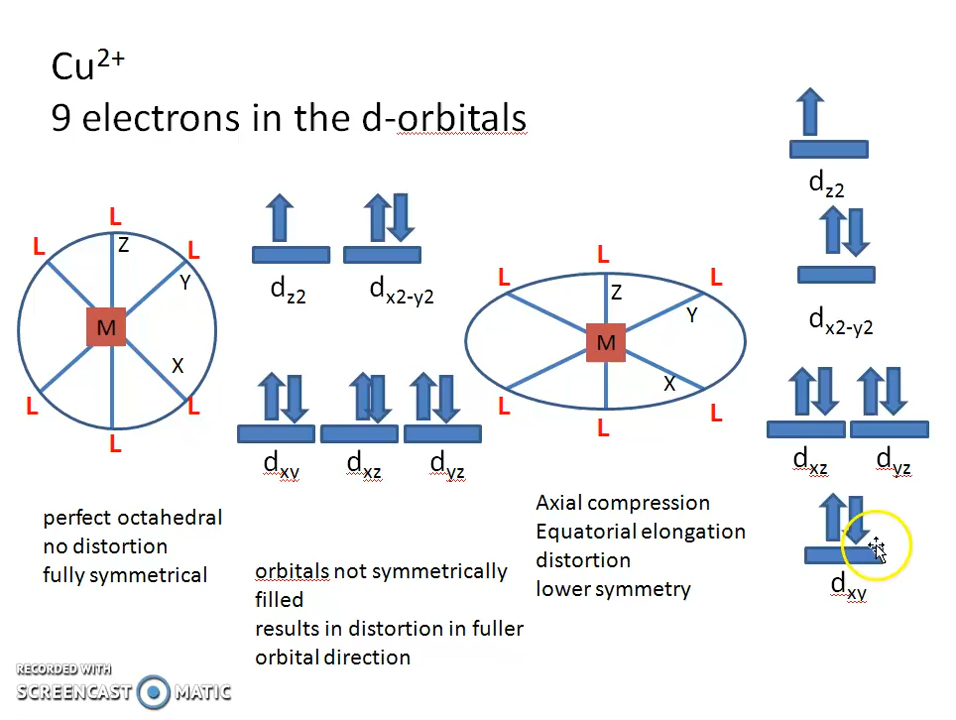 Cu2+
9 electrons in the d-orbitals
L
L
L
Z
Y
M
X
L
L
L
dz2
dx2-y2
dxy
dxz
dyz
perfect octahedral
no distortion
fully symmetrical
orbitals not symmetrically
filled
results in distortion in fuller
orbital direction
L
L
L
Z
Y
M
X
L
L
L
Axial compression
Equatorial elongation
distortion
lower symmetry
dz2
dx2-y2
dxz
dyz
dxy
RECORDED WITH
SCREENCAST MATIC